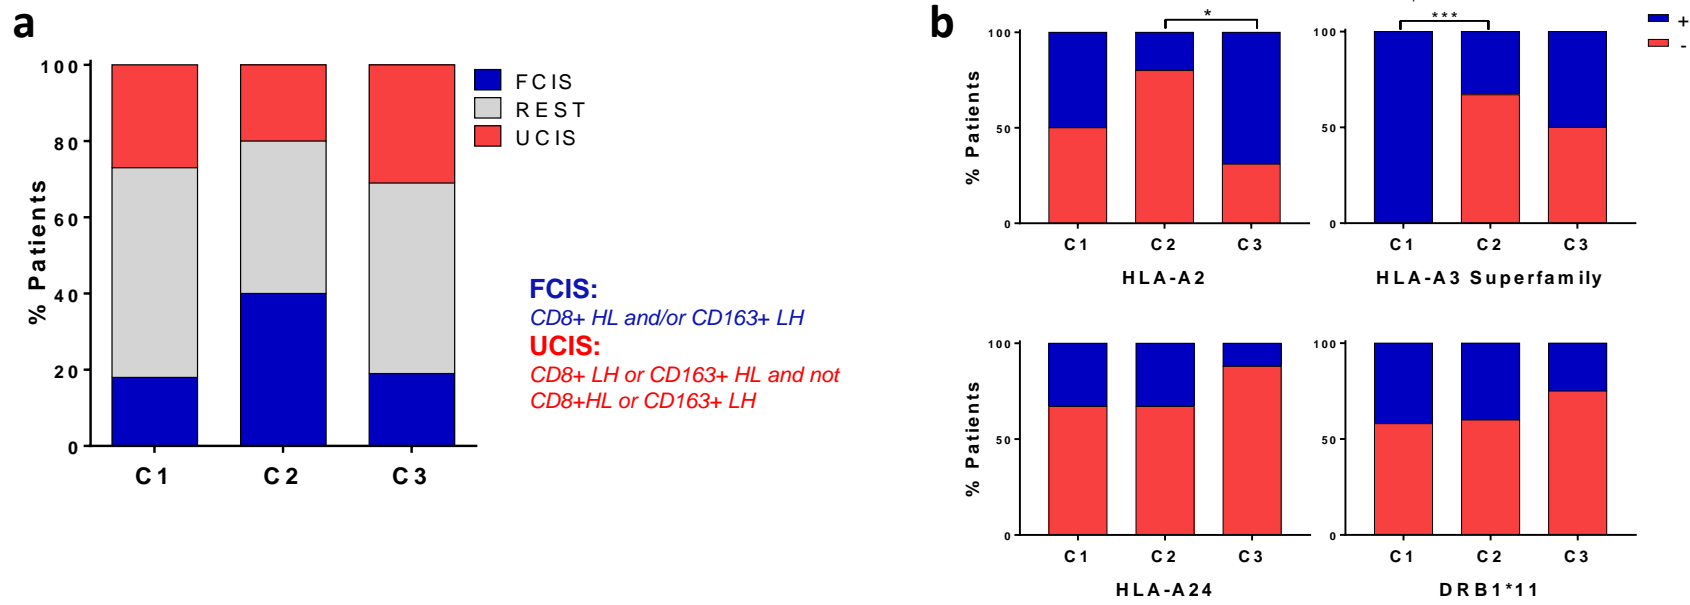 a
% Patients
100
80
60
40
20
0
C1 C2 C3
FCIS
REST
UCIS
FCIS:
CD8+ HL and/or CD163+ LH
UCIS:
CD8+ LH or CD163+ HL and not
CD8+HL or CD163+ LH
b
+
-
% Patients
100
50
0
*
C1 C2 C3
HLA-A2
100
50
0
***
C1 C2 C3
HLA-A3 Superfamily
% Patients
100
50
0
C1 C2 C3
HLA-A24
100
50
0
C1 C2 C3
DRB1*11